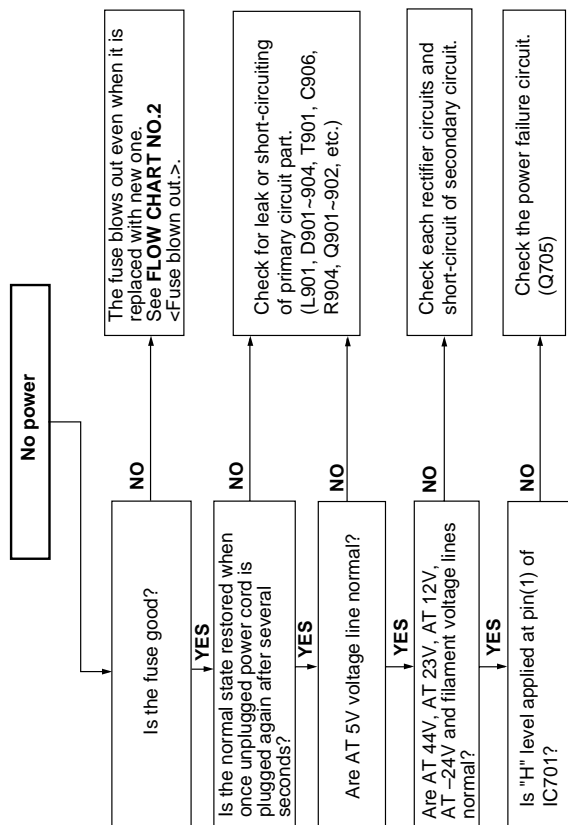 No power
Is the fuse good?
NO
The fuse blows out even when it is
replaced with new one.
See FLOW CHART NO.2
<Fuse blown out.>.
YES
Is the normal state restored when
once unplugged power cord is
plugged again after several
seconds?
NO
Check for leak or short-circuiting
of primary circuit part.
(L901, D901~904, T901, C906,
R904, Q901~902, etc.)
YES
Are AT 5V voltage line normal?
NO
YES
Are AT 44V, AT 23V, AT 12V,
AT –24V and filament voltage lines
normal?
NO
Check each rectifier circuits and
short-circuit of secondary circuit.
YES
Is "H" level applied at pin(1) of
IC701?
NO
Check the power failure circuit.
(Q705)